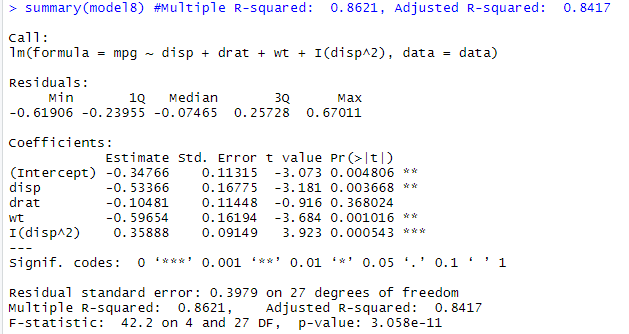 > summary(model8) #Multiple R-squared:  0.8621, Adjusted R-squared:  0.8417
Call:
lm(formula = mpg ~ disp + drat + wt + I(disp^2), data = data)
Residuals:
     Min       1Q   Median       3Q      Max
-0.61906 -0.23955 -0.07465  0.25728  0.67011
Coefficients:
            Estimate Std. Error t value Pr(>|t|)
(Intercept) -0.34766    0.11315  -3.073 0.004806 **
disp        -0.53366    0.16775  -3.181 0.003668 **
drat        -0.10481    0.11448  -0.916 0.368024
wt          -0.59654    0.16194  -3.684 0.001016 **
I(disp^2)    0.35888    0.09149   3.923 0.000543 ***
---
Signif. codes:  0 ‘***’ 0.001 ‘**’ 0.01 ‘*’ 0.05 ‘.’ 0.1 ‘ ’ 1
Residual standard error: 0.3979 on 27 degrees of freedom
Multiple R-squared:  0.8621,    Adjusted R-squared:  0.8417
F-statistic:  42.2 on 4 and 27 DF,  p-value: 3.058e-11